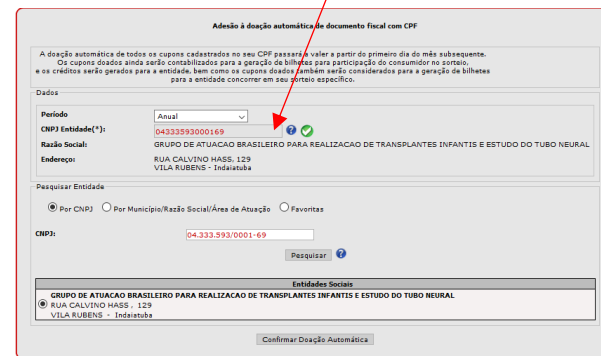 Adesão à doação automática de documento fiscal com CPF
A doação automática de todos os cupons cadastrados no seu CPF passará a valer a partir do primeiro dia do mês subsequente.
Os cupons doados ainda serão contabilizados para a geração de bilhetes para participação do consumidor no sorteio,
e os créditos serão gerados para a entidade, bem como os cupons doados também serão considerados para a geração de bilhetes
para a entidade concorrer em seu sorteio específico.
Dados
Período Anual
CNPJ Entidade(*): 04333593000169
Razão Social: GRUPO DE ATUACAO BRASILEIRO PARA REALIZACAO DE TRANSPLANTES INFANTIS E ESTUDO DO TUBO NEURAL
Endereço: RUA CALVINO HASS, 129
VILA RUBENS - Indaiatuba
Pesquisar Entidade
Por CNPJ Por Município/Razão Social/Área de Atuação Favoritas
CNPJ: 04.333.593/0001-69
Pesquisar
Entidades Sociais
GRUPO DE ATUACAO BRASILEIRO PARA REALIZACAO DE TRANSPLANTES INFANTIS E ESTUDO DO TUBO NEURAL
RUA CALVINO HASS , 129
VILA RUBENS - Indaiatuba
Confirmar Doação Automática